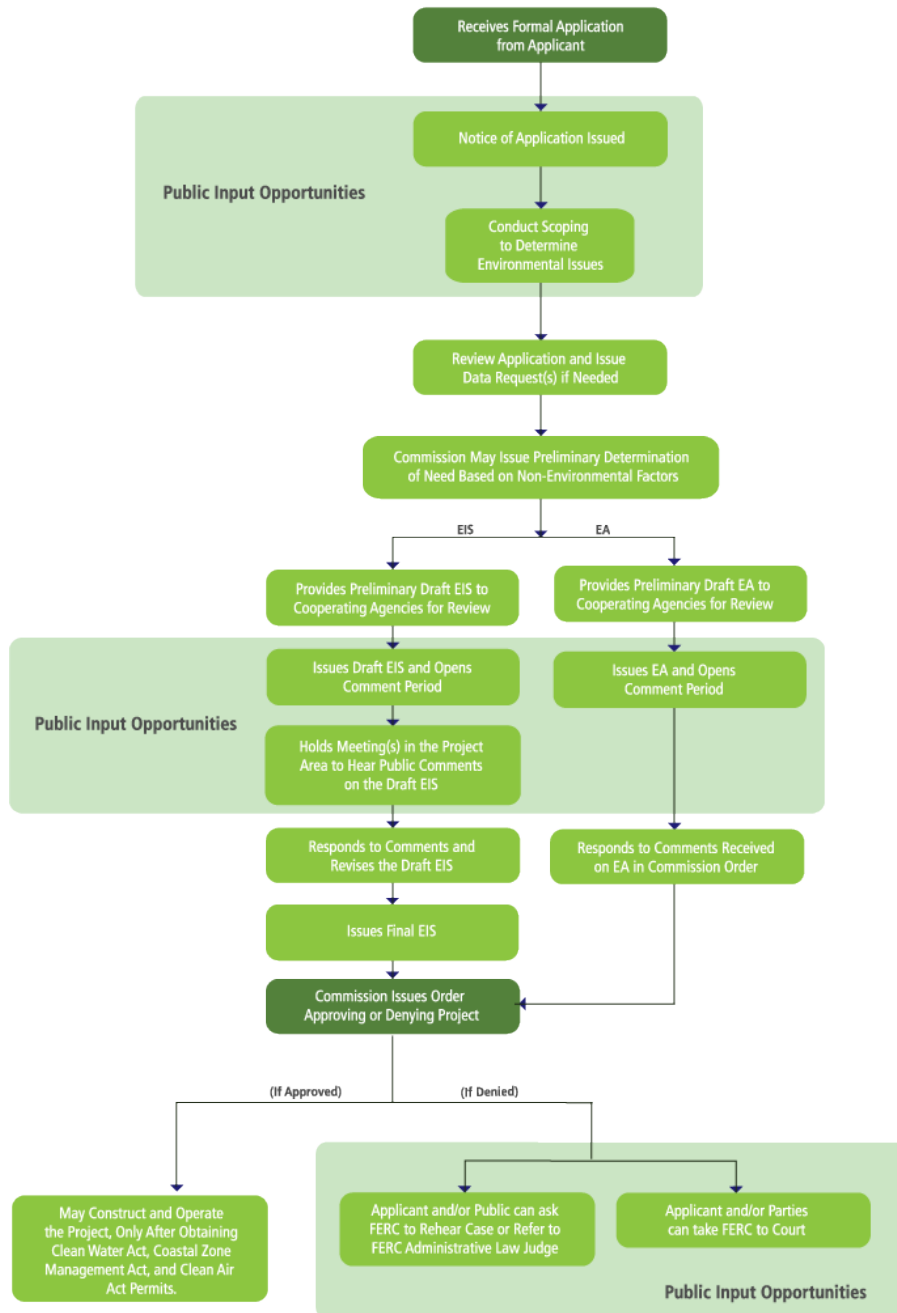 Receives Formal Application
from Applicant
Notice of Application Issued
Public Input Opportunities
Conduct Scoping
to Determine
Environmental Issues
Review Application and Issue
Data Request(s) if Needed
Commission May Issue Preliminary Determination
of Need Based on Non-Environmental Factors
EIS
EA
Provides Preliminary Draft EIS to
Cooperating Agencies for Review
Provides Preliminary Draft EA to
Cooperating Agencies for Review
Public Input Opportunities
Issues Draft EIS and Opens
Comment Period
Issues EA and Opens
Comment Period
Holds Meeting(s) in the Project
Area to Hear Public Comments
on the Draft EIS
Responds to Comments and
Revises the Draft EIS
Responds to Comments Received
on EA in Commission Order
Issues Final EIS
Commission Issues Order
Approving or Denying Project
(If Approved)
(If Denied)
May Construct and Operate
the Project, Only After Obtaining
Clean Water Act, Coastal Zone
Management Act, and Clean Air
Act Permits.
Applicant and/or Public can ask
FERC to Rehear Case or Refer to
FERC Administrative Law Judge
Applicant and/or Parties
can take FERC to Court
Public Input Opportunities